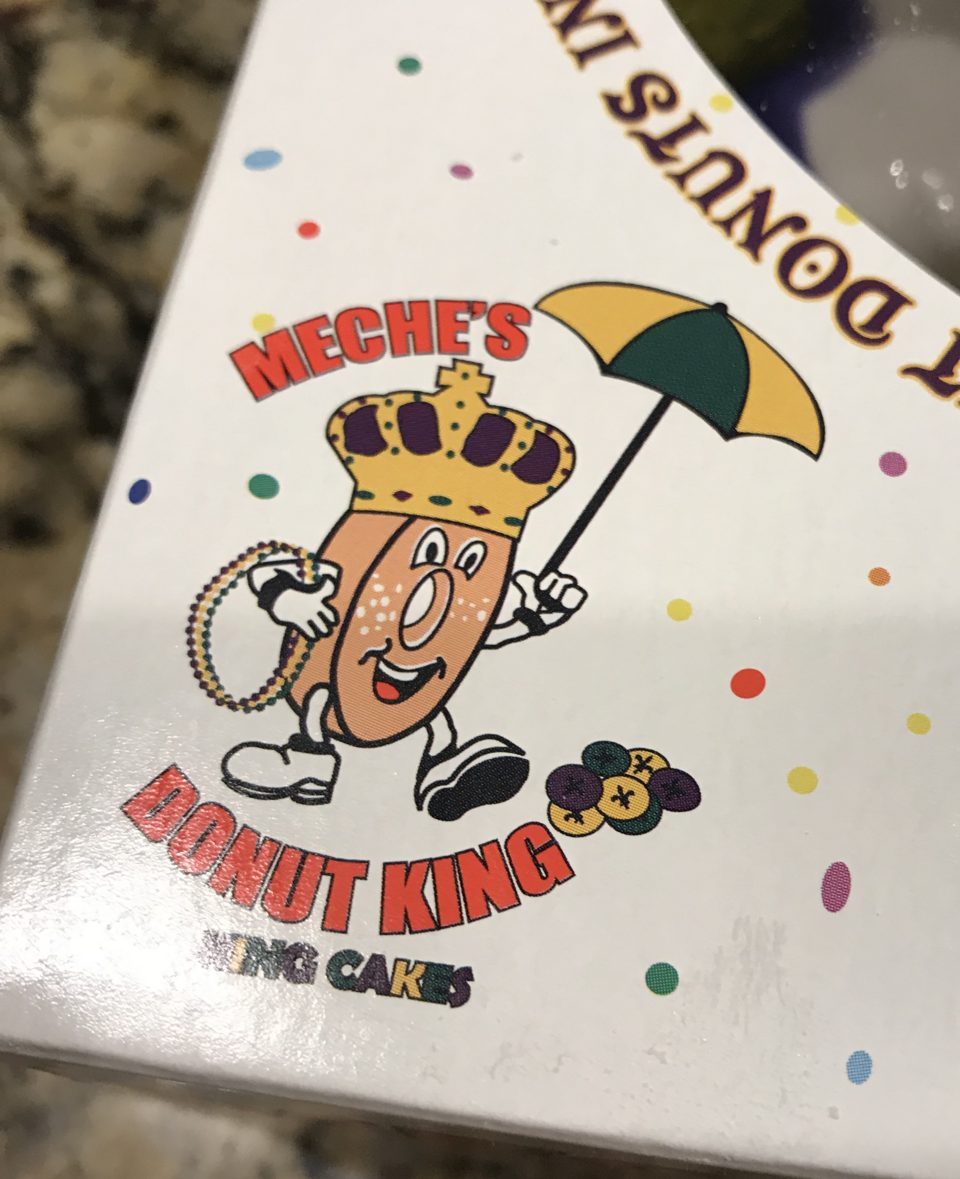 DONUTS IN
MECHE'S
DONUT KING
KING CAKES